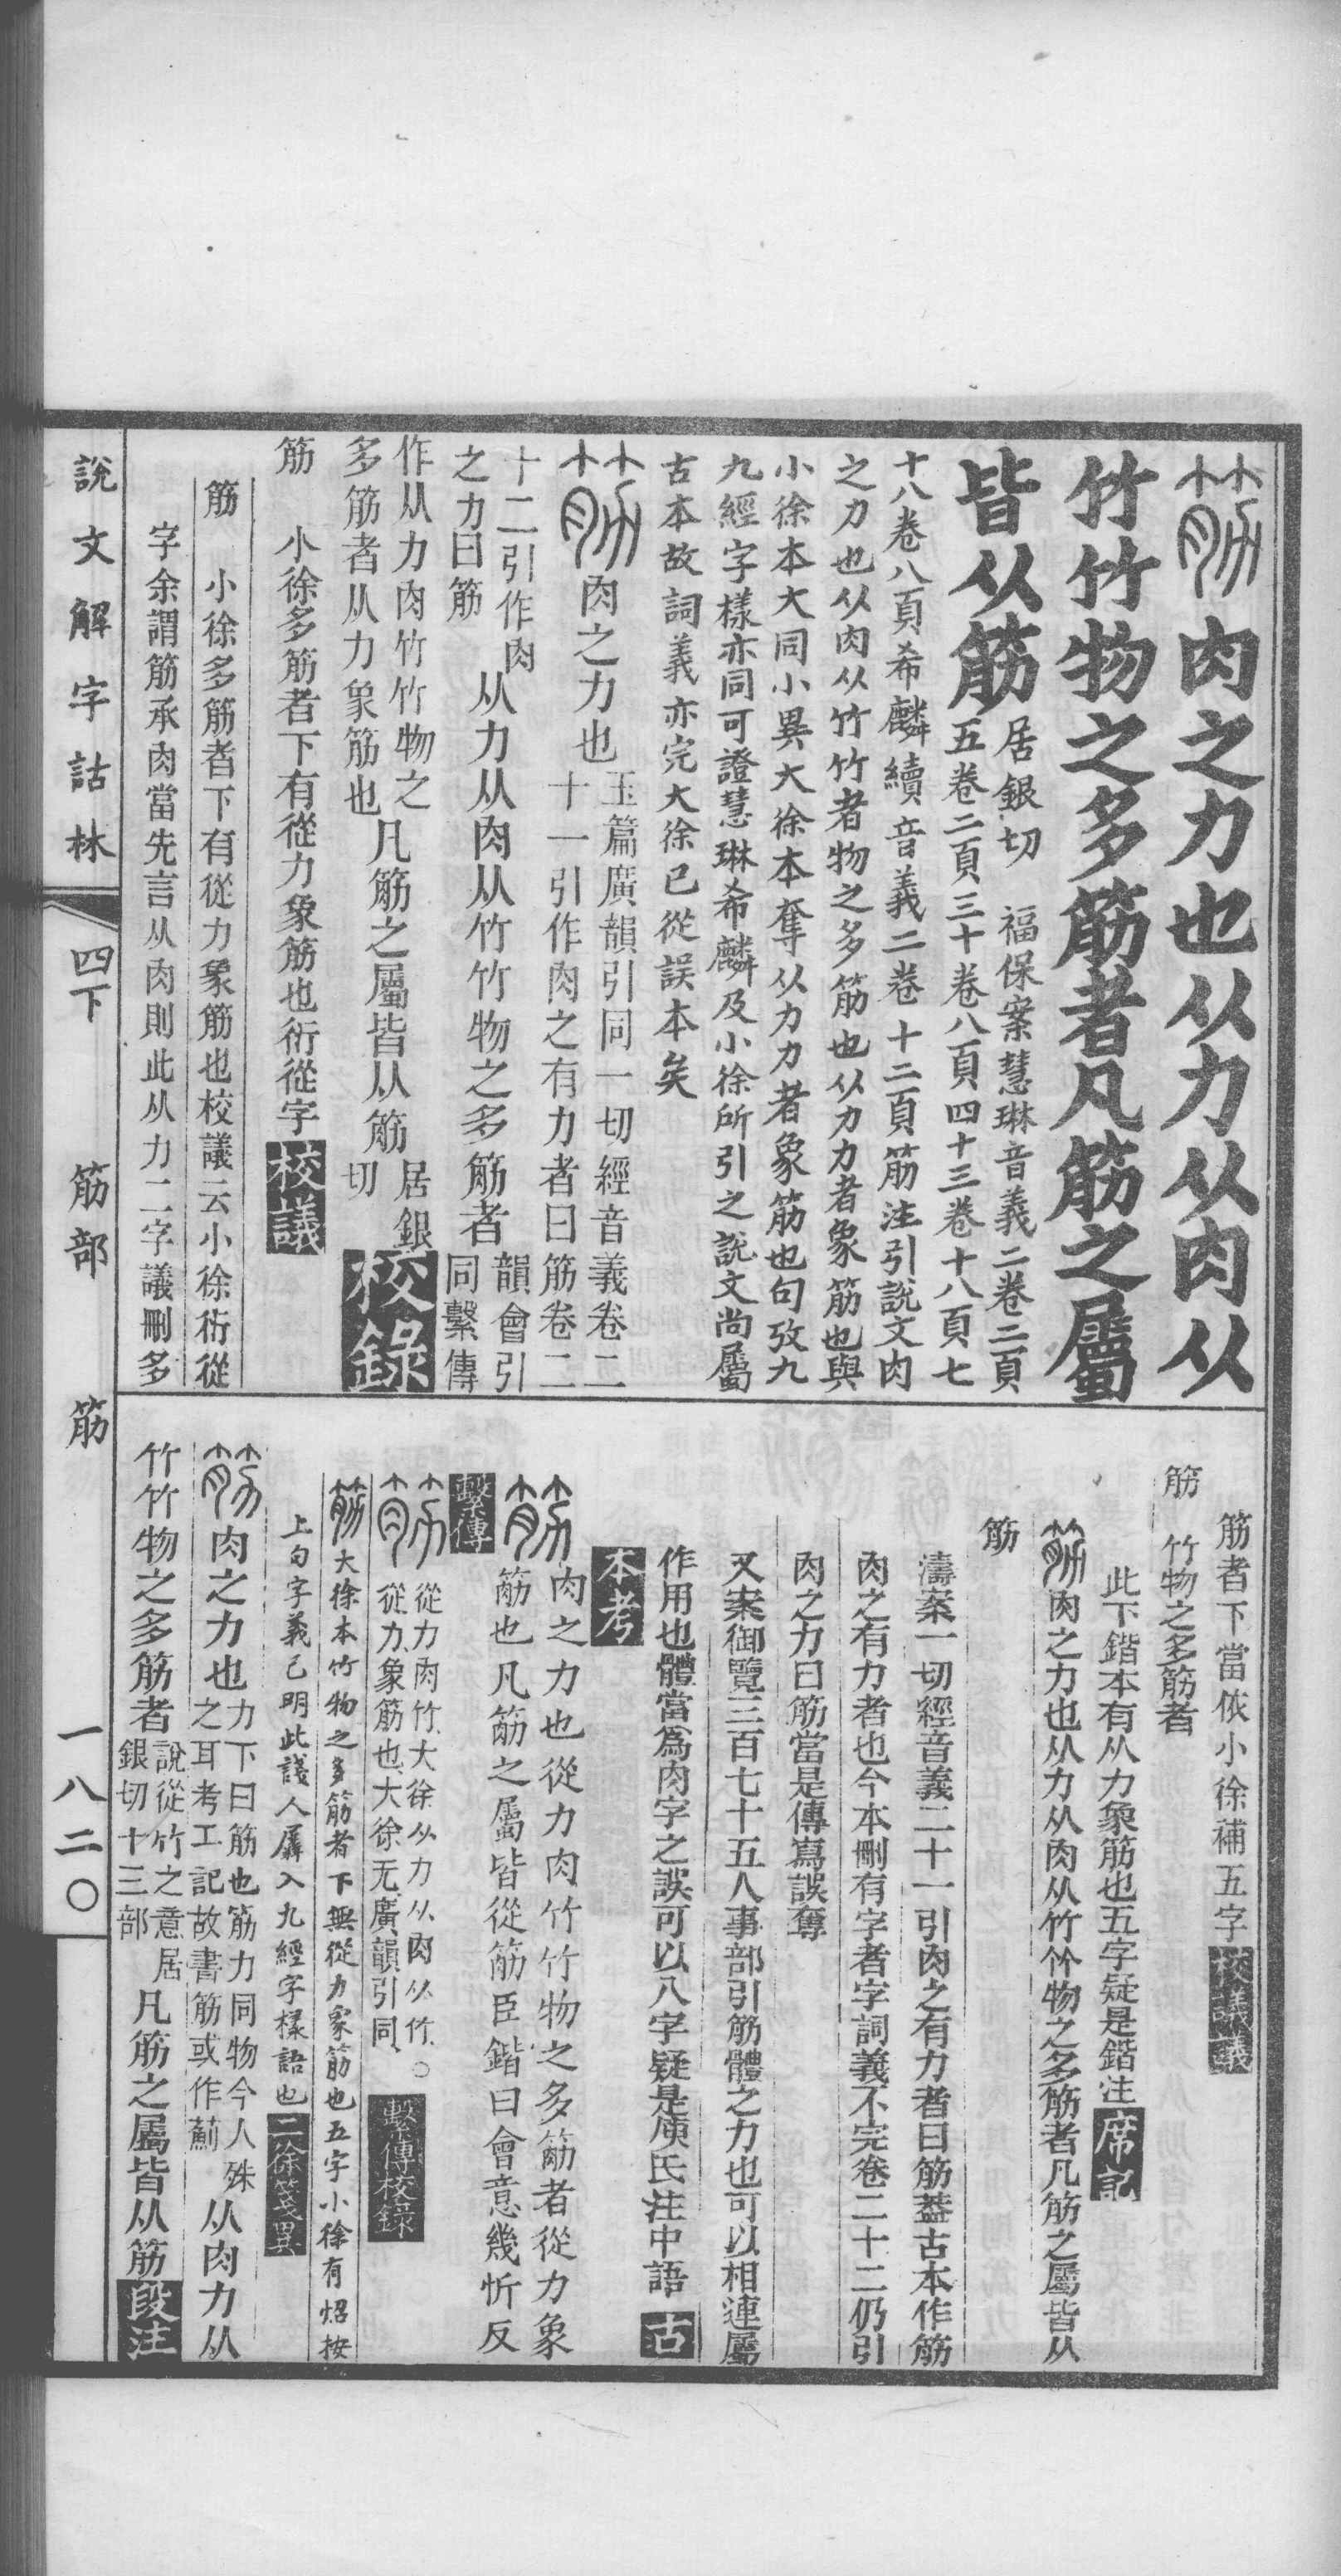 筋肉之力也从力从肉从
竹竹物之多筋者凡筋之屬
皆从筋
居銀切 福保案慧琳音義二卷三頁
五卷二頁三十卷八頁四十三卷十八頁七
十八卷八頁希麟續音義二卷十二頁筋注引說文肉
之力也从肉从竹竹者物之多筋也从力力者象筋也與
小徐本大同小異大徐本奪从力力者象筋也句攷九
九經字樣亦同可證慧琳希麟及小徐所引之說文尚屬
古本故詞義亦完大徐已從誤本矣
筋肉之力也
玉篇廣韻引同一切經音義卷二
十一引作肉之有力者曰筋卷二
十二引作肉
之力曰筋
从力从肉从竹竹物之多筋者
韻會引
同繫傳
作从力肉竹竹物之
多筋者从力象筋也
凡筋之屬皆从筋
居銀
切
校錄
筋 小徐多筋者下有從力象筋也衍從字校議
筋 小徐多筋者下有從力象筋也校議云小徐衍從
字余謂筋承肉當先言从肉則此从力二字議刪多
筋者下當依小徐補五字校議議
筋 竹物之多筋者
此下鍇本有从力象筋也五字疑是鍇注席記
筋肉之力也从力从肉从竹竹物之多筋者凡筋之屬皆从
筋
濤案一切經音義二十一引肉之有力者曰筋葢古本作筋
肉之有力者也今本刪有字者字詞義不完卷二十二仍引
肉之力曰筋當是傳寫誤奪
又案御覽三百七十五人事部引筋體之力也可以相連屬
作用也體當爲肉字之誤可以八字疑是庾氏注中語古
本考
筋肉之力也從力肉竹竹物之多筋者從力象
筋也凡筋之屬皆從筋臣鍇曰會意幾忻反
繫傳
筋
從力肉竹大徐从力从肉从竹○
從力象筋也大徐无廣韻引同
繫傳校錄
筋大徐本竹物之多筋者下無從力象筋也五字小徐有炤按
上句字義已明此謏人羼入九經字樣語也二徐箋異
筋肉之力也
力下曰筋也筋力同物今人殊
之耳考工記故書筋或作薊
从肉力从
竹竹物之多筋者
說從竹之意居
銀切十三部
凡筋之屬皆从筋段注
說文解字詁林 四下 筋部 筋 一八二〇